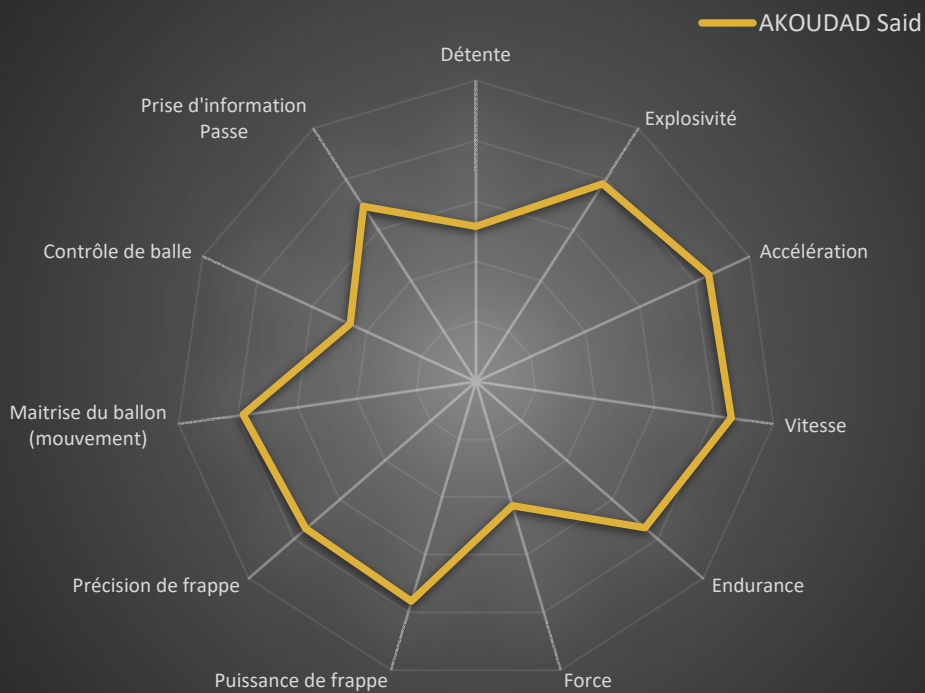 AKOUDAD Said
Détente
Explosivité
Accélération
Vitesse
Endurance
Force
Puissance de frappe
Précision de frappe
Maitrise du ballon
(mouvement)
Contrôle de balle
Prise d'information
Passe